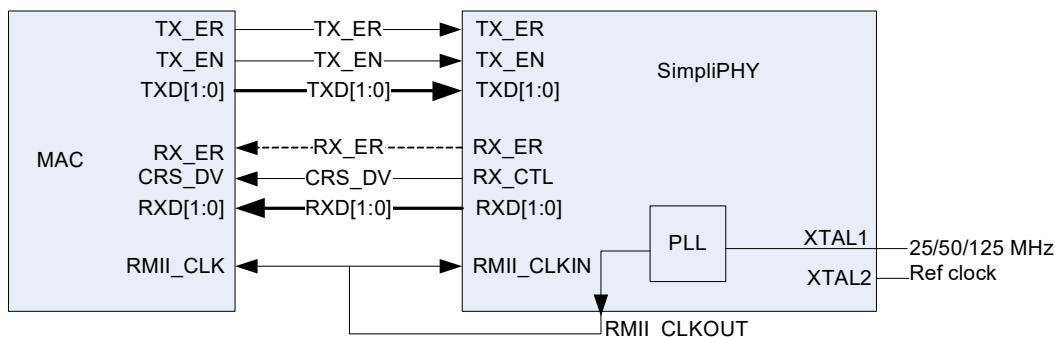 TX_ER TX_ER TX_ER
TX_EN TX_EN TX_EN
TXD[1:0] TXD[1:0] TXD[1:0]
SimpliPHY
MAC
RX_ER RX_ER RX_ER
CRS_DV CRS_DV RX_CTL
RXD[1:0] RXD[1:0] RXD[1:0]
PLL
XTAL1 25/50/125 MHz
RMII_CLK RMII_CLKIN
XTAL2 Ref clock
RMII_CLKOUT